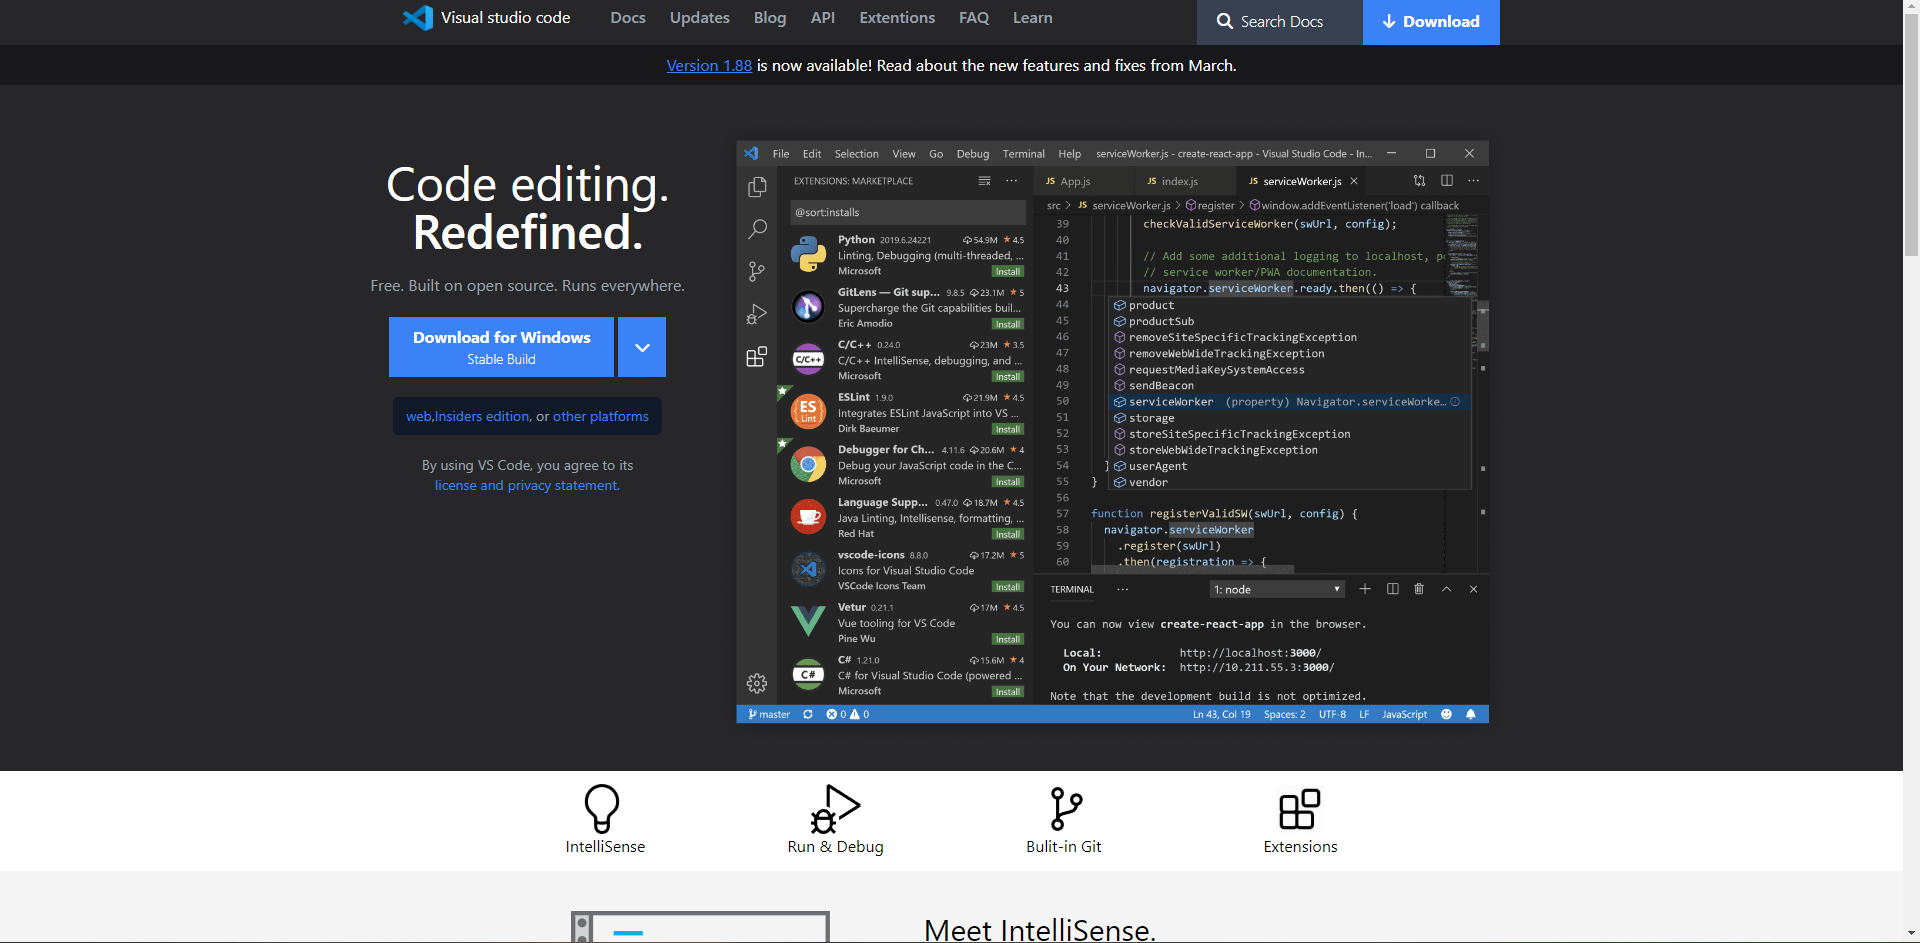 Visual studio code
Docs
Updates
Blog
API
Extentions
FAQ
Learn
Search Docs
Download
Version 1.88 is now available! Read about the new features and fixes from March.
Code editing.
Redefined.
Free. Built on open source. Runs everywhere.
Download for Windows
Stable Build
web,Insiders edition, or other platforms
By using VS Code, you agree to its
license and privacy statement.
File Edit Selection View Go Debug Terminal Help serviceWorker.js - create-react-app - Visual Studio Code - In...
EXTENSIONS: MARKETPLACE
@sort:installs
Python 2019.6.24221 54.9M 4.5
Linting, Debugging (multi-threaded, ...
Microsoft Install
GitLens — Git sup... 9.8.5 23.1M 5
Supercharge the Git capabilities buil...
Eric Amodio Install
C/C++ 0.24.0 23M 3.5
C/C++
C/C++ IntelliSense, debugging, and ...
Microsoft Install
ESLint 1.9.0 21.9M 4.5
ES
Lint
Integrates ESLint JavaScript into VS ...
Dirk Baeumer Install
Debugger for Ch... 4.11.6 20.6M 4
Debug your JavaScript code in the C...
Microsoft Install
Language Supp... 0.47.0 18.7M 4.5
Java Linting, Intellisense, formatting, ...
Red Hat Install
vscode-icons 8.8.0 17.2M 5
Icons for Visual Studio Code
VSCode Icons Team Install
Vetur 0.21.1 17M 4.5
Vue tooling for VS Code
Pine Wu Install
C# 1.21.0 15.6M 4
C#
C# for Visual Studio Code (powered ...
Microsoft Install
JS App.js
JS index.js
JS serviceWorker.js
src > JS serviceWorker.js > register > window.addEventListener('load') callback
39 checkValidServiceWorker(swUrl, config);
40
41 // Add some additional logging to localhost, po
42 // service worker/PWA documentation.
43 navigator.serviceWorker.ready.then(() => {
44 product
45 productSub
46 removeSiteSpecificTrackingException
47 removeWebWideTrackingException
48 requestMediaKeySystemAccess
49 sendBeacon
50 serviceWorker (property) Navigator.serviceWorke...
51 storage
52 storeSiteSpecificTrackingException
53 storeWebWideTrackingException
54 } userAgent
55 } vendor
56
57 function registerValidSW(swUrl, config) {
58 navigator.serviceWorker
59 .register(swUrl)
60 .then(registration => {
TERMINAL ... 1: node
You can now view create-react-app in the browser.
Local: http://localhost:3000/
On Your Network: http://10.211.55.3:3000/
Note that the development build is not optimized.
master 0 0 Ln 43, Col 19 Spaces: 2 UTF-8 LF JavaScript
IntelliSense
Run & Debug
Bulit-in Git
Extensions
Meet IntelliSense.